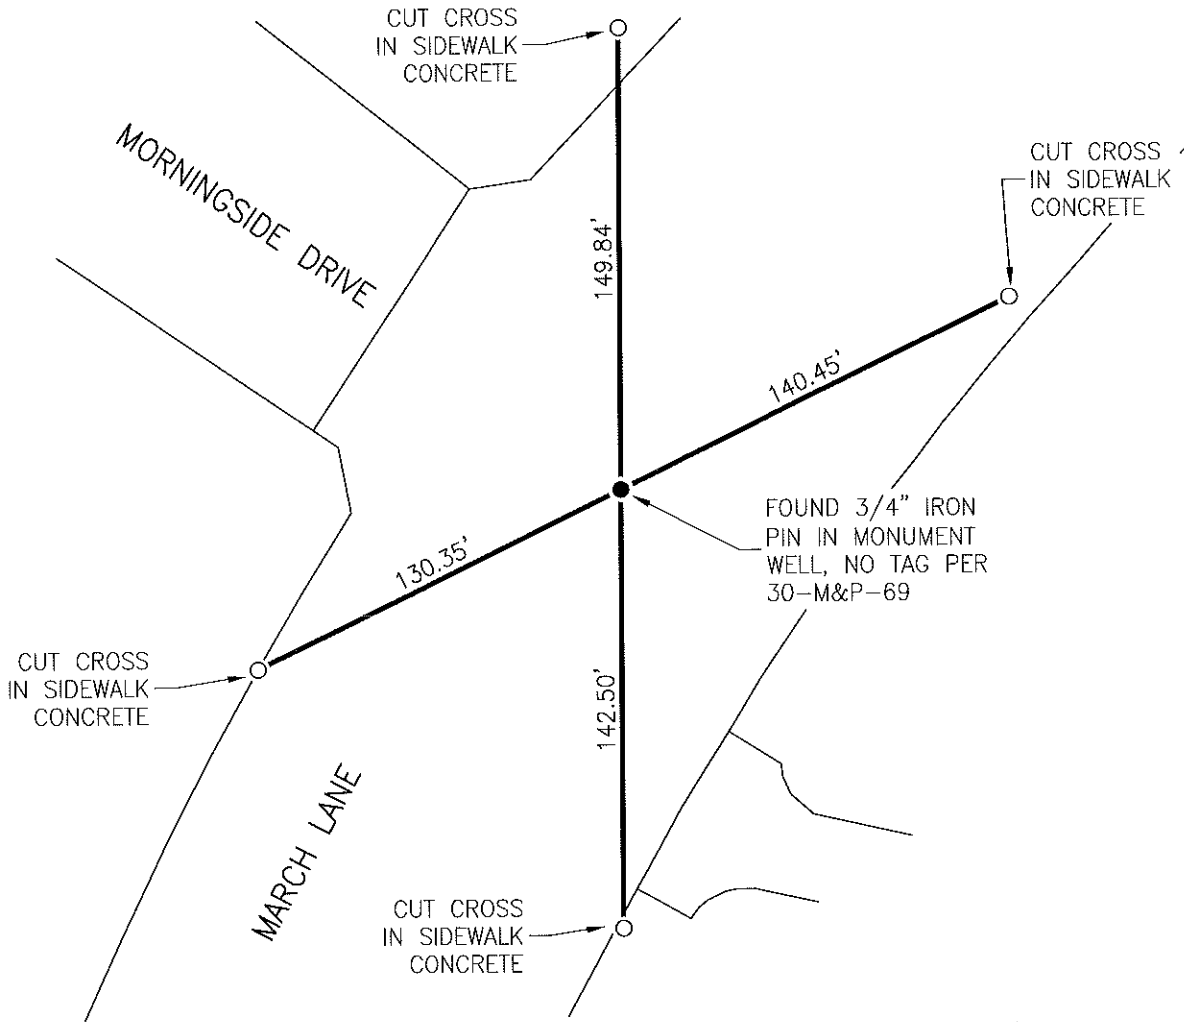 CUT CROSS
IN SIDEWALK
CONCRETE
MORNINGSIDE DRIVE
CUT CROSS
IN SIDEWALK
CONCRETE
149.84'
140.45'
FOUND 3/4" IRON
PIN IN MONUMENT
WELL, NO TAG PER
30-M&P-69
130.35'
CUT CROSS
IN SIDEWALK
CONCRETE
142.50'
MARCH LANE
CUT CROSS
IN SIDEWALK
CONCRETE